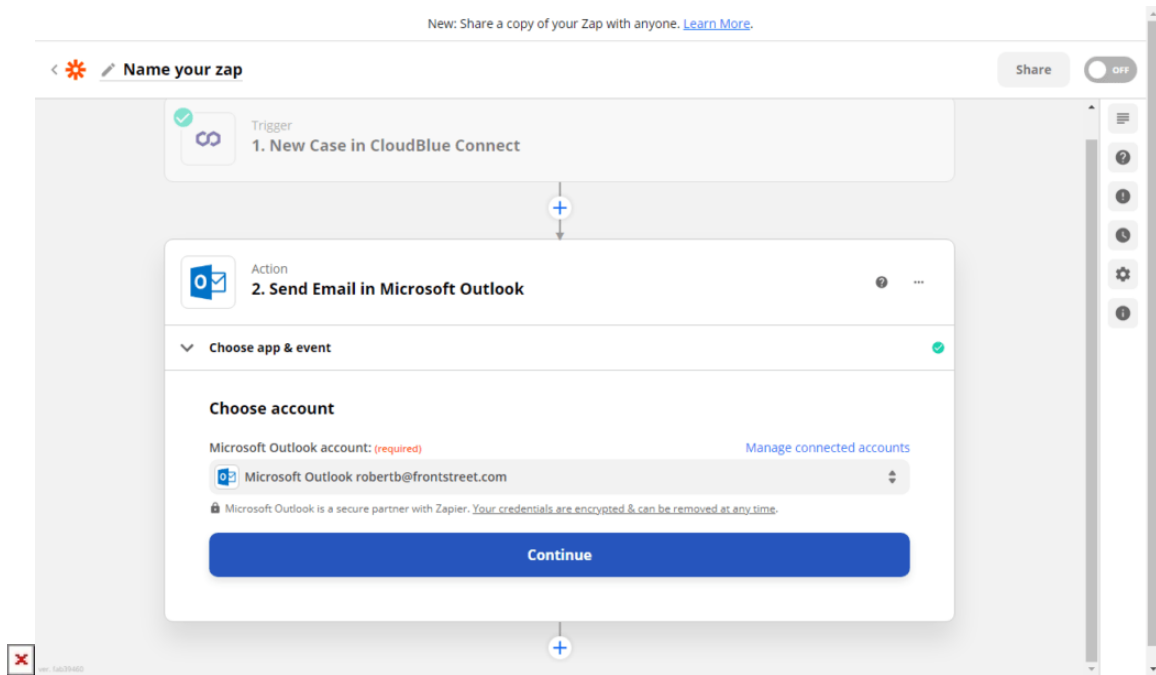 New: Share a copy of your Zap with anyone. Learn More.
Name your zap
Share
OFF
Trigger
1. New Case in CloudBlue Connect
Action
2. Send Email in Microsoft Outlook
Choose app & event
Choose account
Microsoft Outlook account: (required)
Manage connected accounts
Microsoft Outlook robertb@frontstreet.com
Microsoft Outlook is a secure partner with Zapier. Your credentials are encrypted & can be removed at any time.
Continue